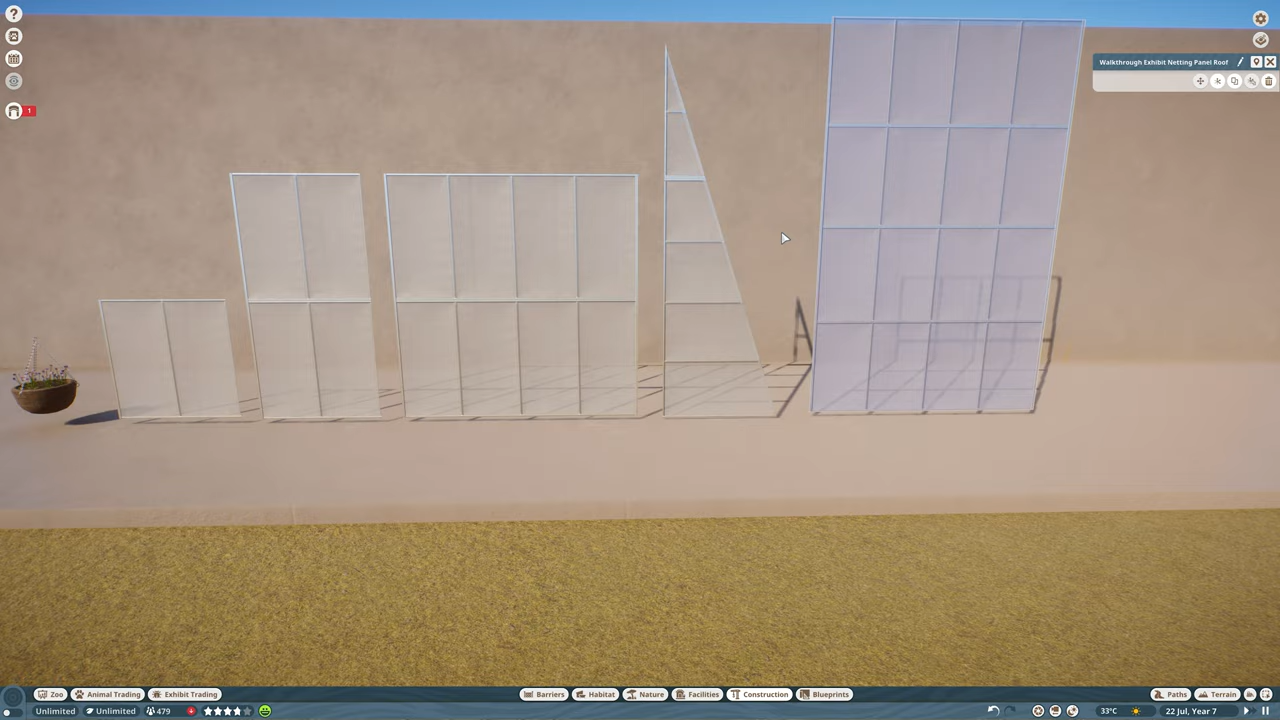 ?
1
Walkthrough Exhibit Netting Panel Roof
Zoo
Animal Trading
Exhibit Trading
Barriers
Habitat
Nature
Facilities
Construction
Blueprints
Paths
Terrain
Unlimited
Unlimited
479
33°C
22 Jul, Year 7